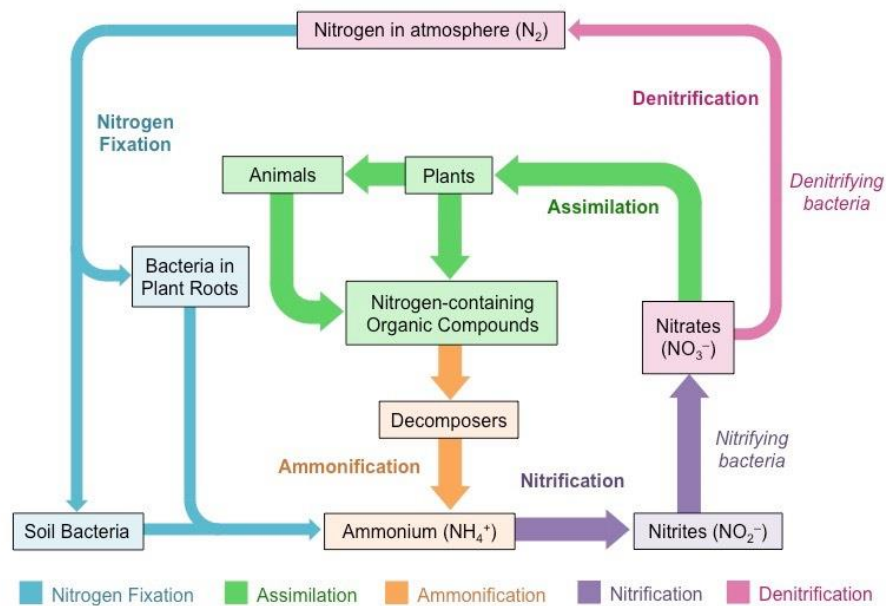 Nitrogen in atmosphere (N₂)
Nitrogen
Fixation
Denitrification
Animals
Plants
Assimilation
Denitrifying
bacteria
Bacteria in
Plant Roots
Nitrogen-containing
Organic Compounds
Nitrates
(NO₃⁻)
Decomposers
Ammonification
Nitrification
Nitrifying
bacteria
Soil Bacteria
Ammonium (NH₄⁺)
Nitrites (NO₂⁻)
Nitrogen Fixation Assimilation Ammonification Nitrification Denitrification